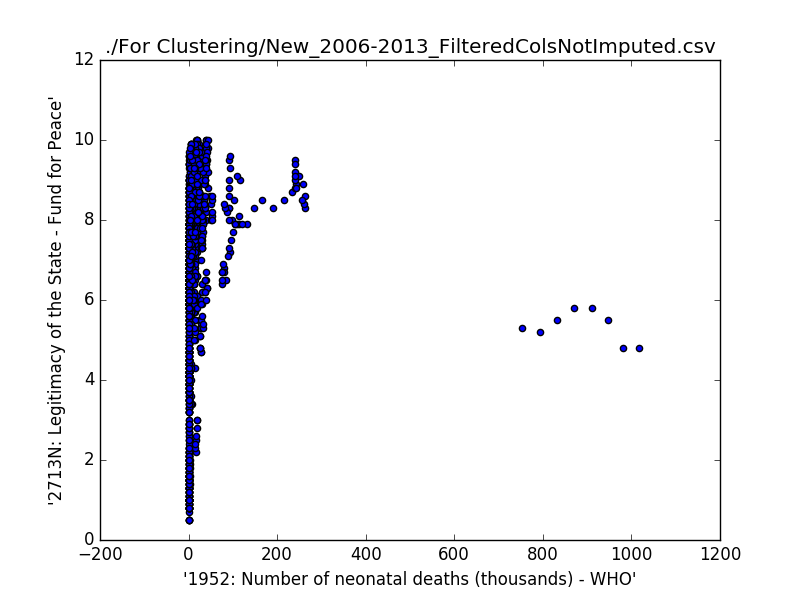 ./For Clustering/New_2006-2013_FilteredColsNotImputed.csv
12
10
8
6
4
2
0
'2713N: Legitimacy of the State - Fund for Peace'
−200 0 200 400 600 800 1000 1200
'1952: Number of neonatal deaths (thousands) - WHO'